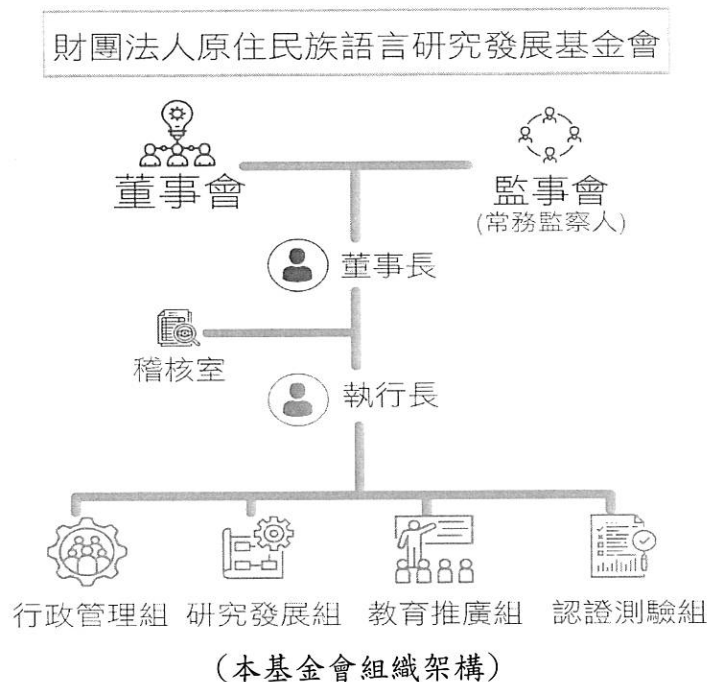 財團法人原住民族語言研究發展基金會
董事會
監事會
(常務監察人)
董事長
稽核室
執行長
行政管理組 研究發展組 教育推廣組 認證測驗組
(本基金會組織架構)